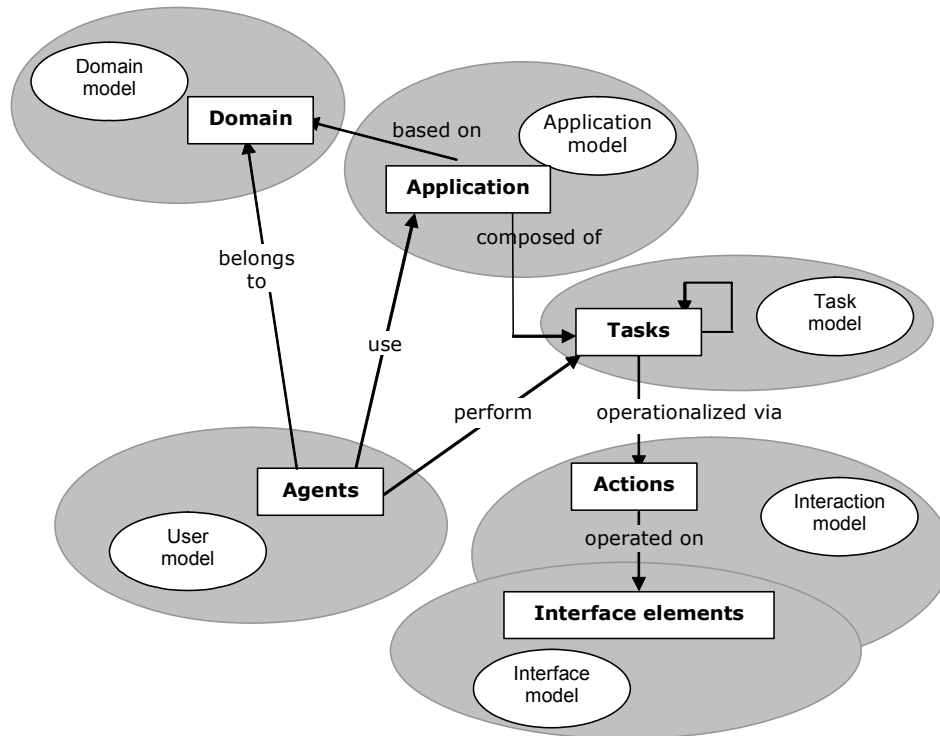 Domain
model
Domain
based on
Application
model
Application
composed of
belongs
to
use
Tasks
Task
model
perform
operationalized via
Agents
User
model
Actions
Interaction
model
operated on
Interface elements
Interface
model